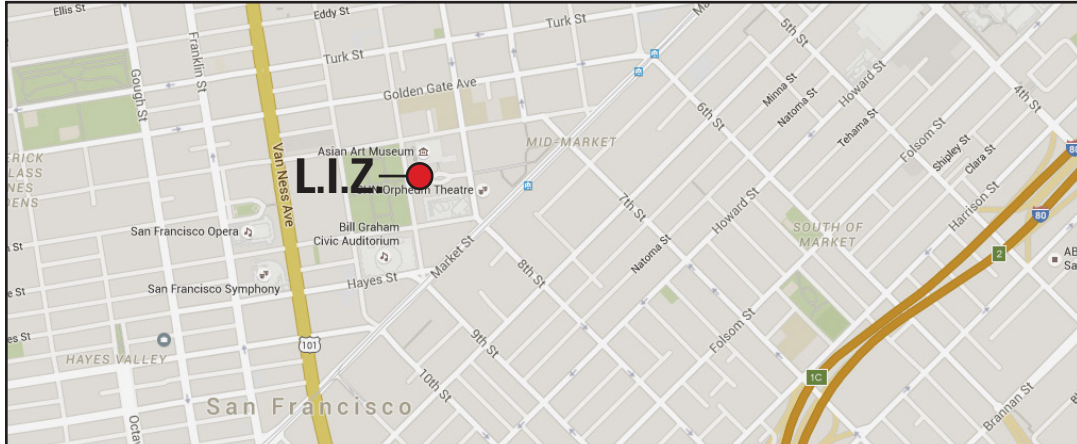 Ellis St
Eddy St
Turk St
Franklin St
Turk St
Gough St
Golden Gate Ave
5th St
Minna St
Natoma St
Howard St
Tehama St
4th St
Folsom St
Shipley St
Clara St
6th St
MID-MARKET
Asian Art Museum
Van Ness Ave
L.I.Z.
Orpheum Theatre
7th St
Howard St
Harrison St
80
SOUTH OF
MARKET
San Francisco Opera
Bill Graham
Civic Auditorium
Market St
Natoma St
2
8th St
Hayes St
San Francisco Symphony
9th St
Folsom St
101
HAYES VALLEY
10th St
1C
Brannan St
San Francisco